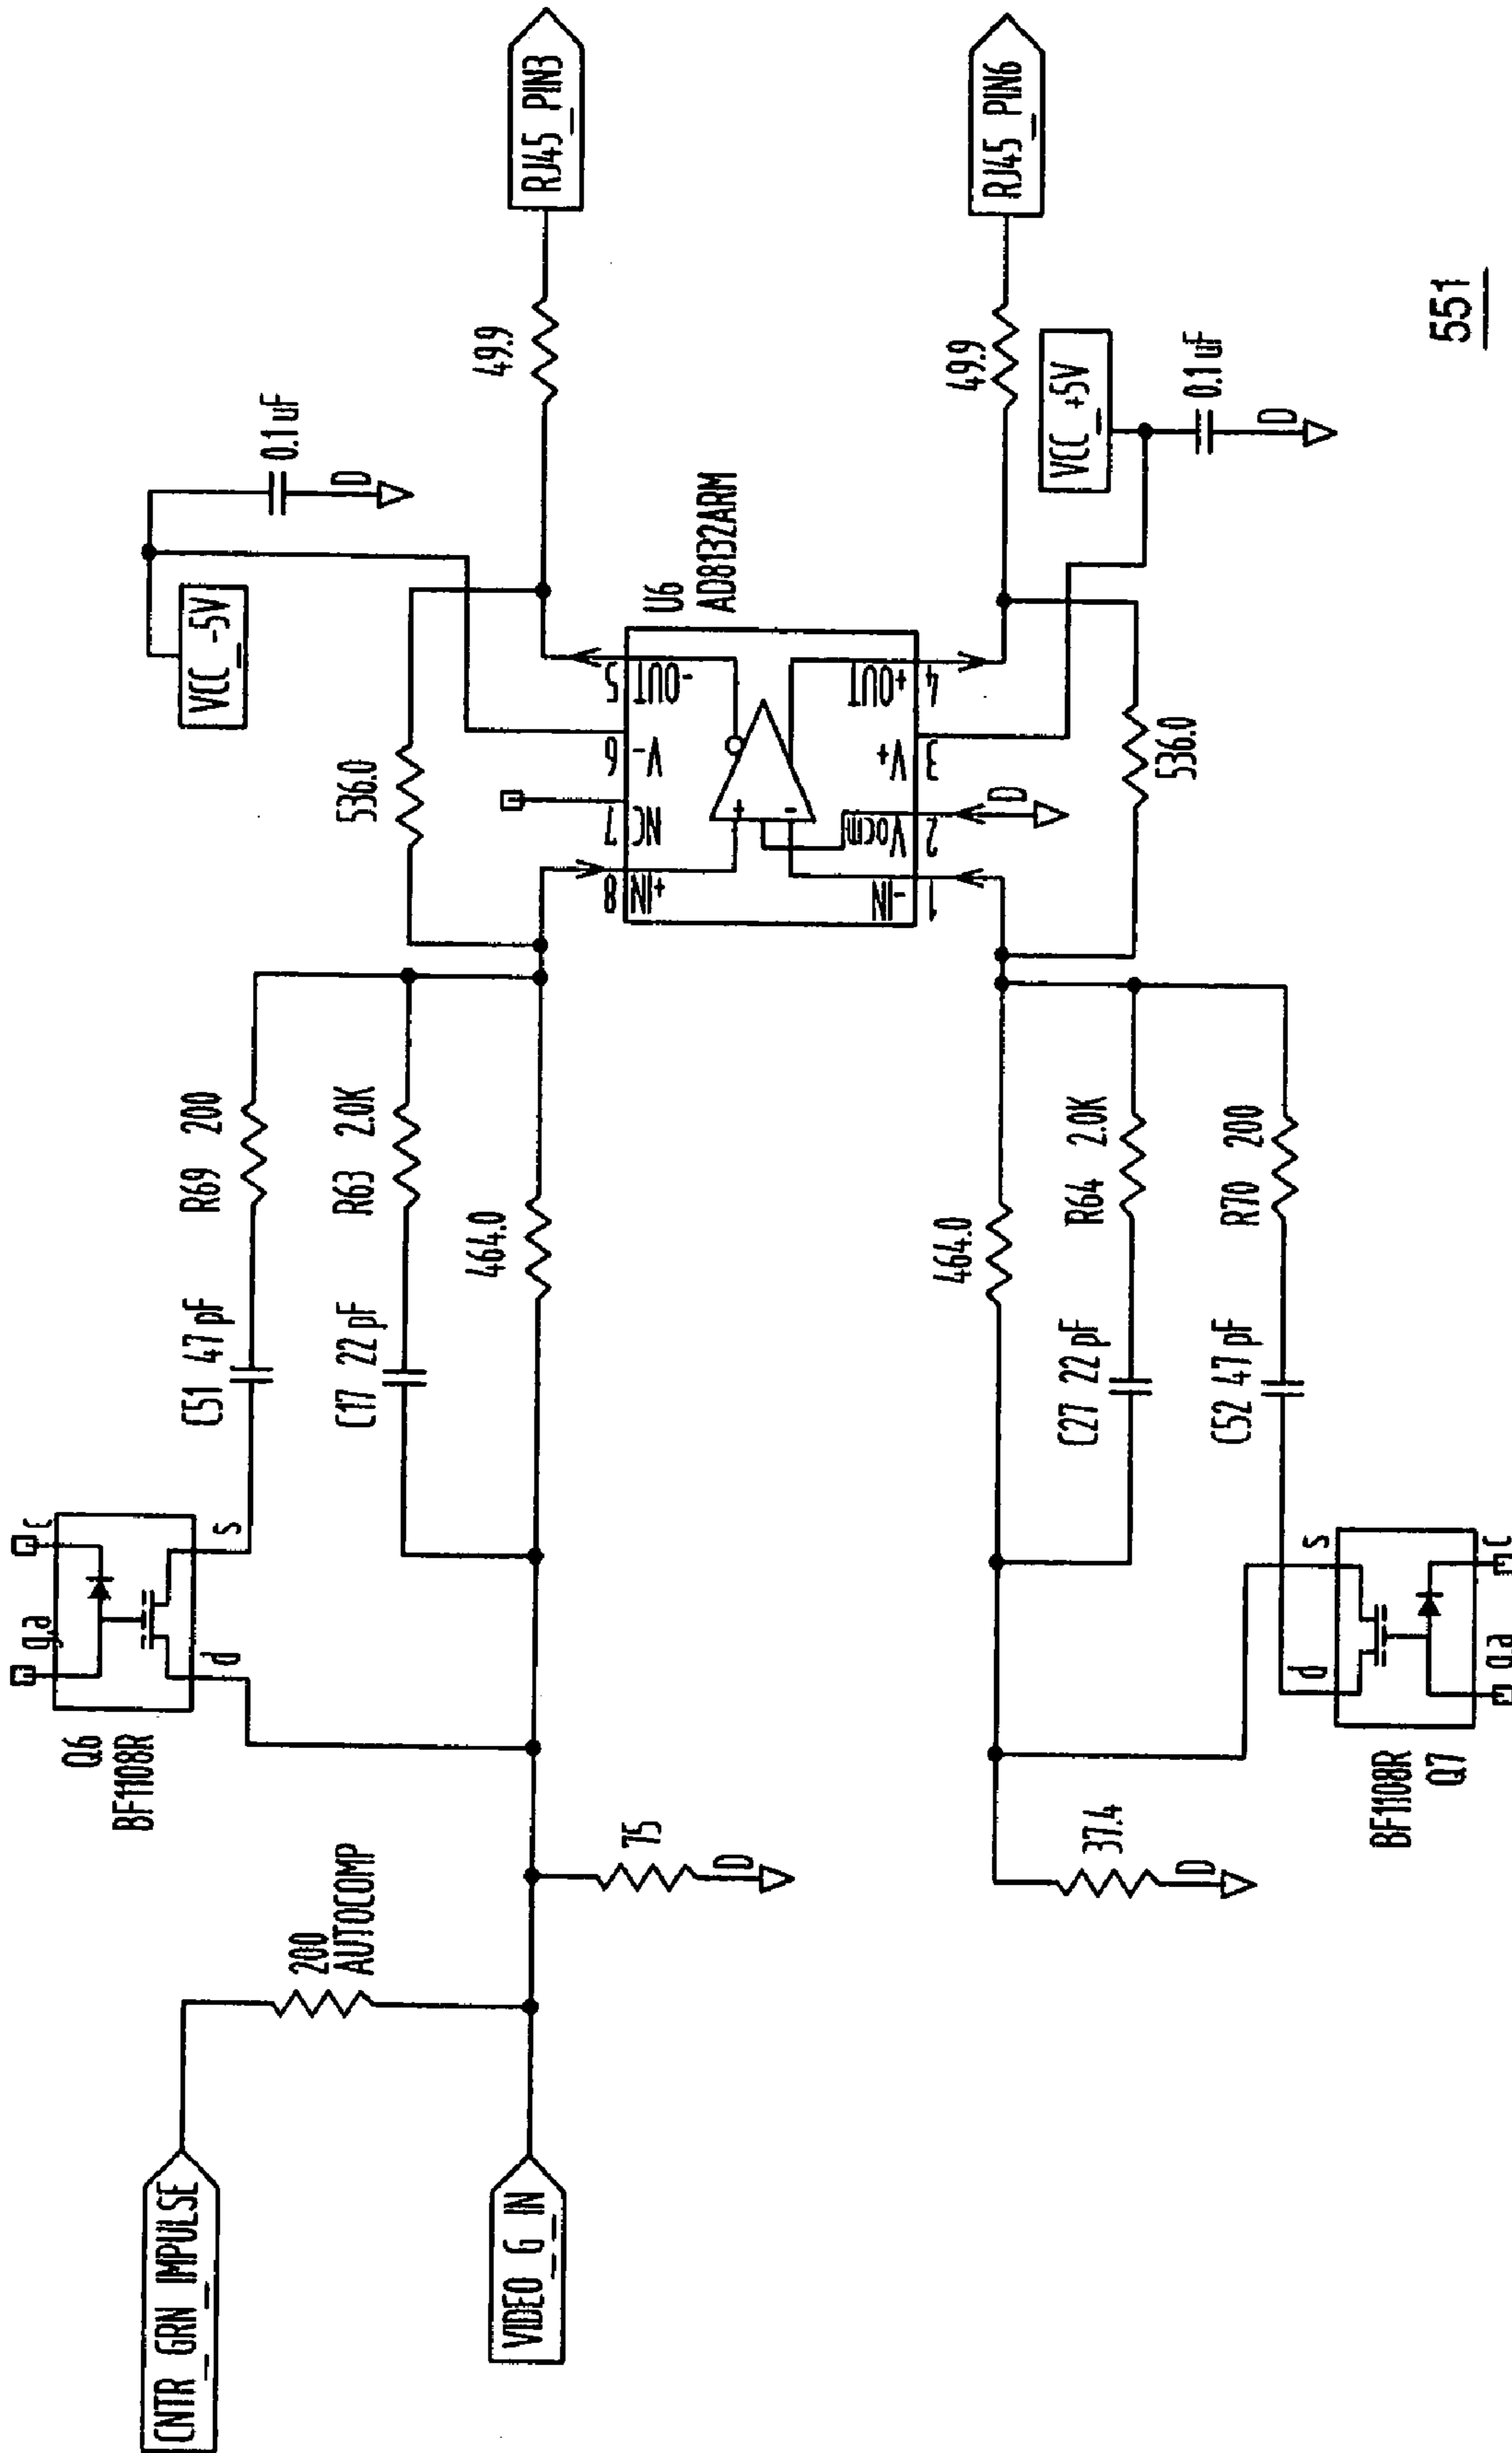 CNTR_GRN_IMPULSE
VIDEO_G_IN
200
AUTOCOMP
75
D
Q6
BF1108R
g,a
c
d
s
C51 47pF
R69 200
C17 22pF
R63 2.0K
464.0
536.0
VCC_-5V
0.1uF
D
U6
AD8132ARM
8
+IN
7
NC
6
V-
5
-OUT
1
-IN
2
Vocm
3
V+
4
+OUT
+
-
D
49.9
RJ45_PIN3
37.4
D
BF1108R
Q7
d
s
g,a
c
464.0
C27 22pF
R64 2.0K
C52 47pF
R70 200
536.0
49.9
RJ45_PIN6
VCC_+5V
0.1uF
D
551